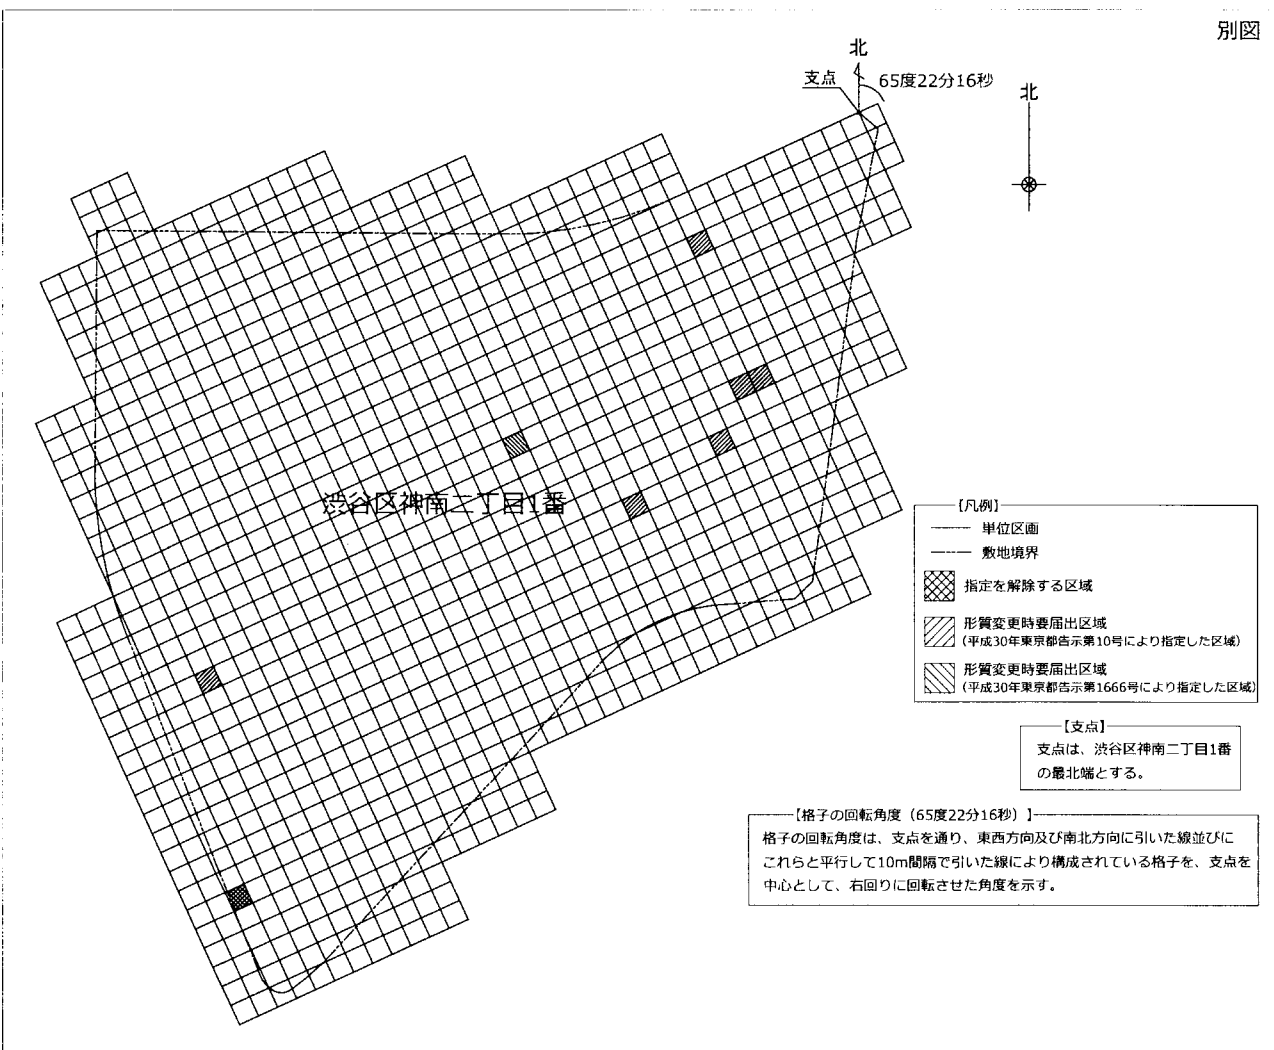 別図
北
支点
65度22分16秒
北
渋谷区神南二丁目1番
【凡例】
単位区画
敷地境界
指定を解除する区域
形質変更時要届出区域
(平成30年東京都告示第10号により指定した区域)
形質変更時要届出区域
(平成30年東京都告示第1666号により指定した区域)
【支点】
支点は、渋谷区神南二丁目1番
の最北端とする。
【格子の回転角度（65度22分16秒）】
格子の回転角度は、支点を通り、東西方向及び南北方向に引いた線並びに
これらと平行して10m間隔で引いた線により構成されている格子を、支点を
中心として、右回りに回転させた角度を示す。